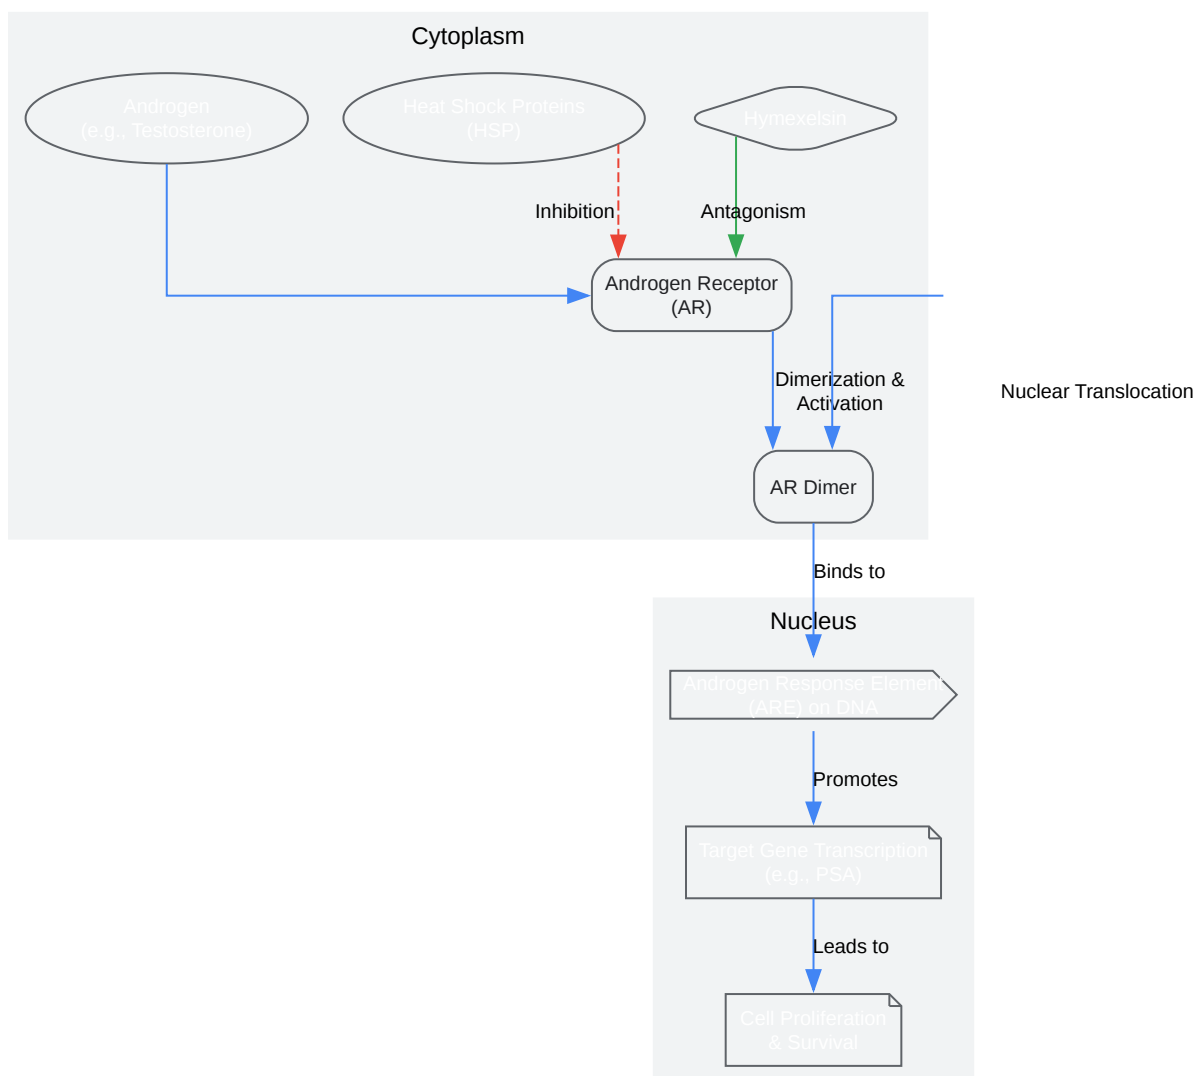 Cytoplasm
Androgen
(e.g., Testosterone)
Heat Shock Proteins
(HSP)
Hymexelsin
Inhibition
Antagonism
Androgen Receptor
(AR)
Dimerization &
Activation
Nuclear Translocation
AR Dimer
Binds to
Nucleus
Androgen Response Element
(ARE) on DNA
Promotes
Target Gene Transcription
(e.g., PSA)
Leads to
Cell Proliferation
& Survival